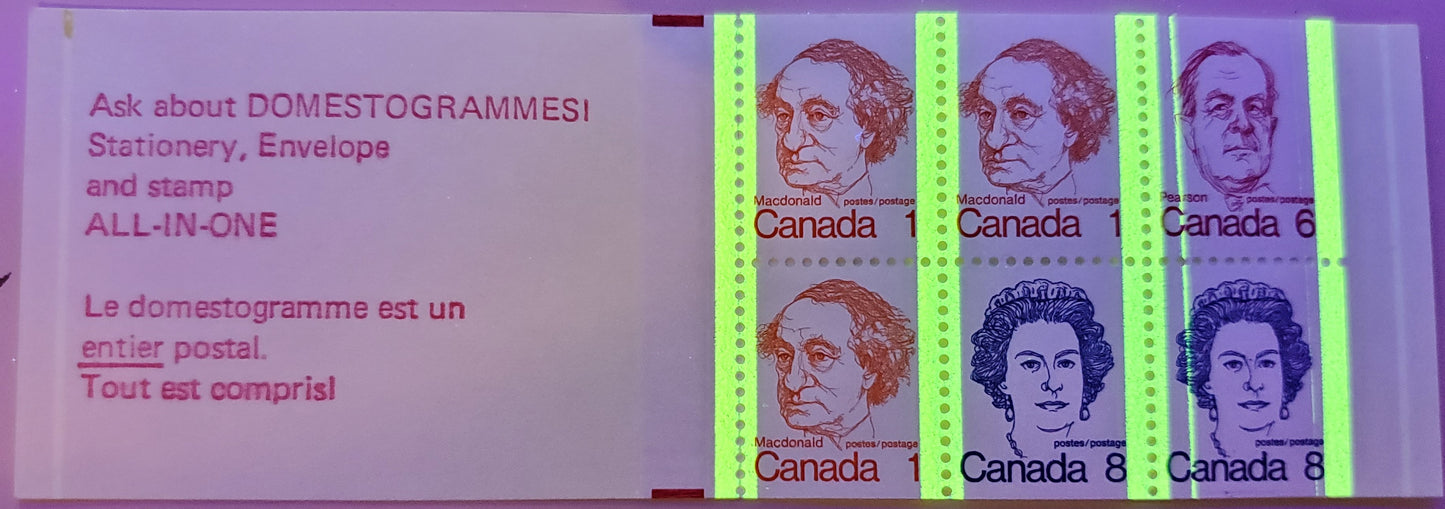 Ask about DOMESTOGRAMMES!
Stationery, Envelope
and stamp
ALL-IN-ONE
Le domestogramme est un
entier postal.
Tout est compris!
Macdonald postes/postage
Canada 1
Macdonald postes/postage
Canada 1
Pearson postes/postage
Canada 6
Macdonald postes/postage
Canada 1
postes/postage
Canada 8
postes/postage
Canada 8